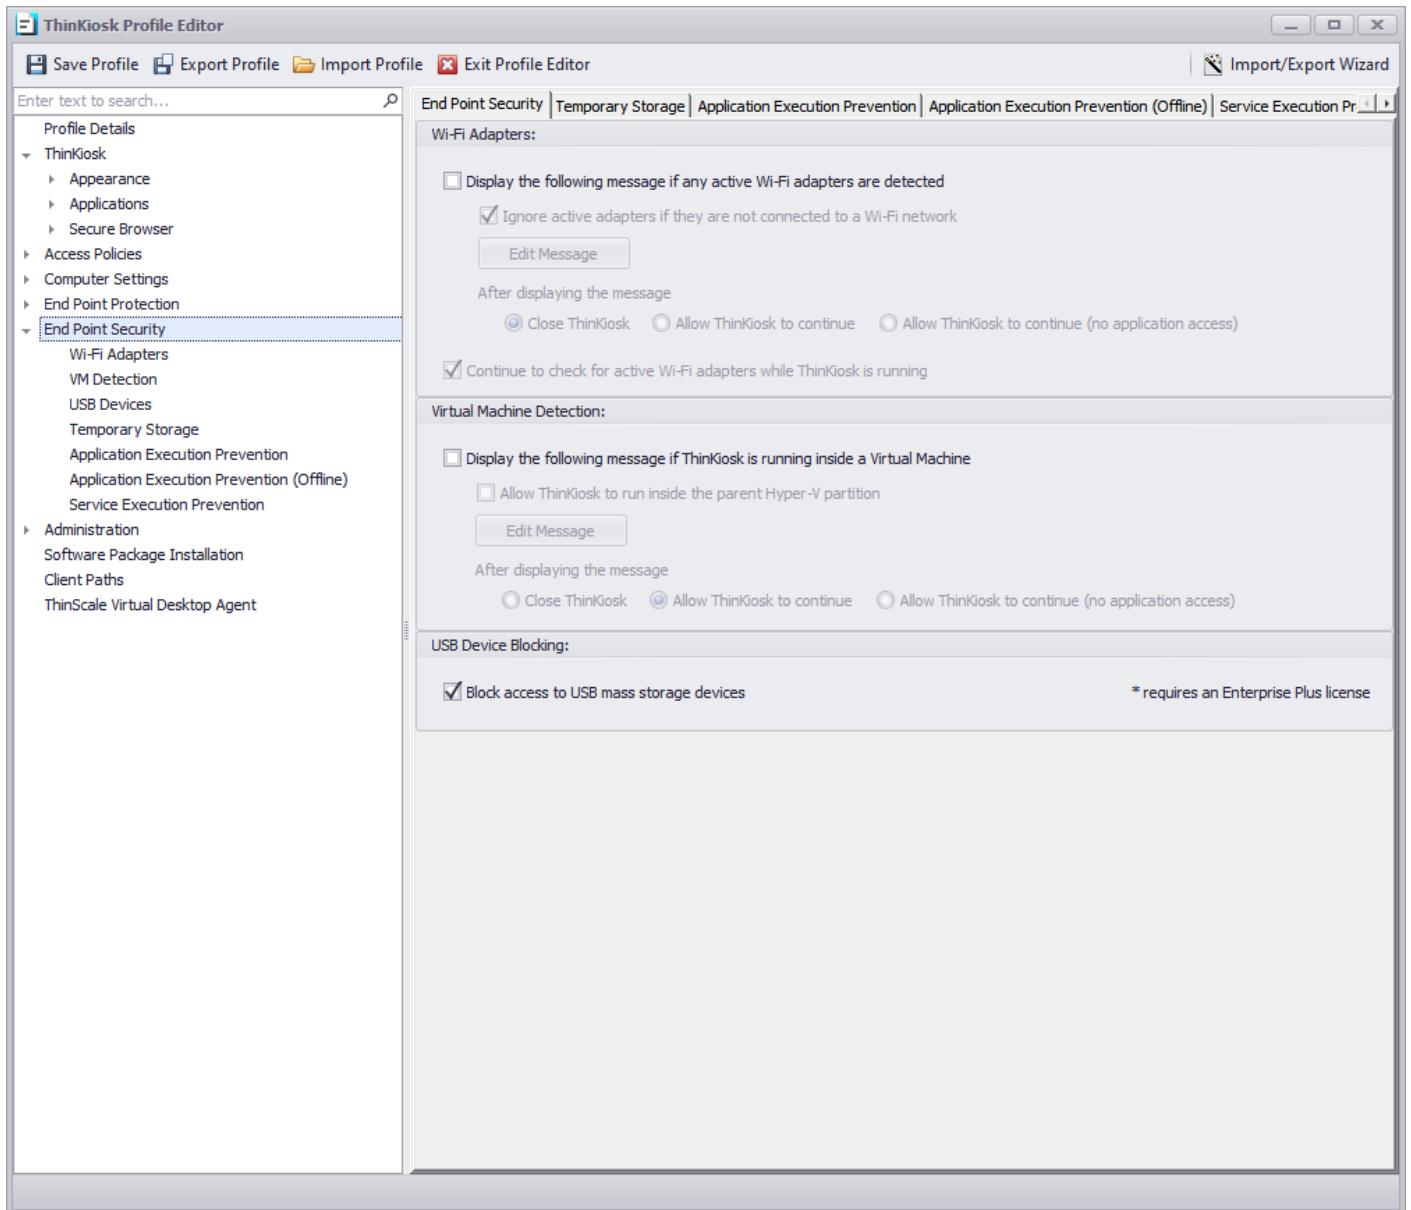 ThinKiosk Profile Editor
Save Profile Export Profile Import Profile Exit Profile Editor Import/Export Wizard
Enter text to search...
Profile Details
ThinKiosk
Appearance
Applications
Secure Browser
Access Policies
Computer Settings
End Point Protection
End Point Security
Wi-Fi Adapters
VM Detection
USB Devices
Temporary Storage
Application Execution Prevention
Application Execution Prevention (Offline)
Service Execution Prevention
Administration
Software Package Installation
Client Paths
ThinScale Virtual Desktop Agent
End Point Security Temporary Storage Application Execution Prevention Application Execution Prevention (Offline) Service Execution Pr
Wi-Fi Adapters:
Display the following message if any active Wi-Fi adapters are detected
Ignore active adapters if they are not connected to a Wi-Fi network
Edit Message
After displaying the message
Close ThinKiosk Allow ThinKiosk to continue Allow ThinKiosk to continue (no application access)
Continue to check for active Wi-Fi adapters while ThinKiosk is running
Virtual Machine Detection:
Display the following message if ThinKiosk is running inside a Virtual Machine
Allow ThinKiosk to run inside the parent Hyper-V partition
Edit Message
After displaying the message
Close ThinKiosk Allow ThinKiosk to continue Allow ThinKiosk to continue (no application access)
USB Device Blocking:
Block access to USB mass storage devices * requires an Enterprise Plus license